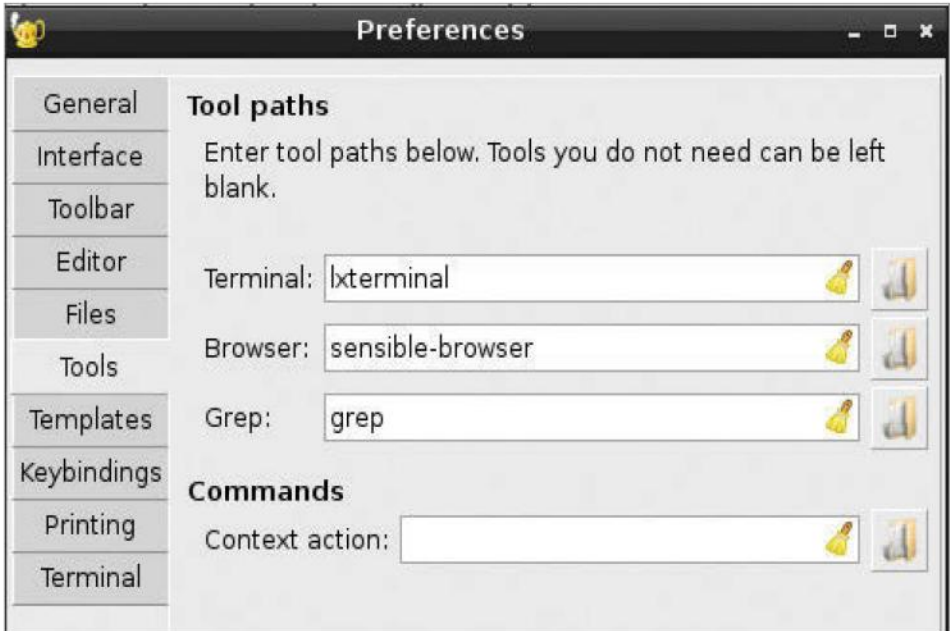 Preferences
General
Interface
Toolbar
Editor
Files
Tools
Templates
Keybindings
Printing
Terminal
Tool paths
Enter tool paths below. Tools you do not need can be left
blank.
Terminal: lxterminal
Browser: sensible-browser
Grep: grep
Commands
Context action: